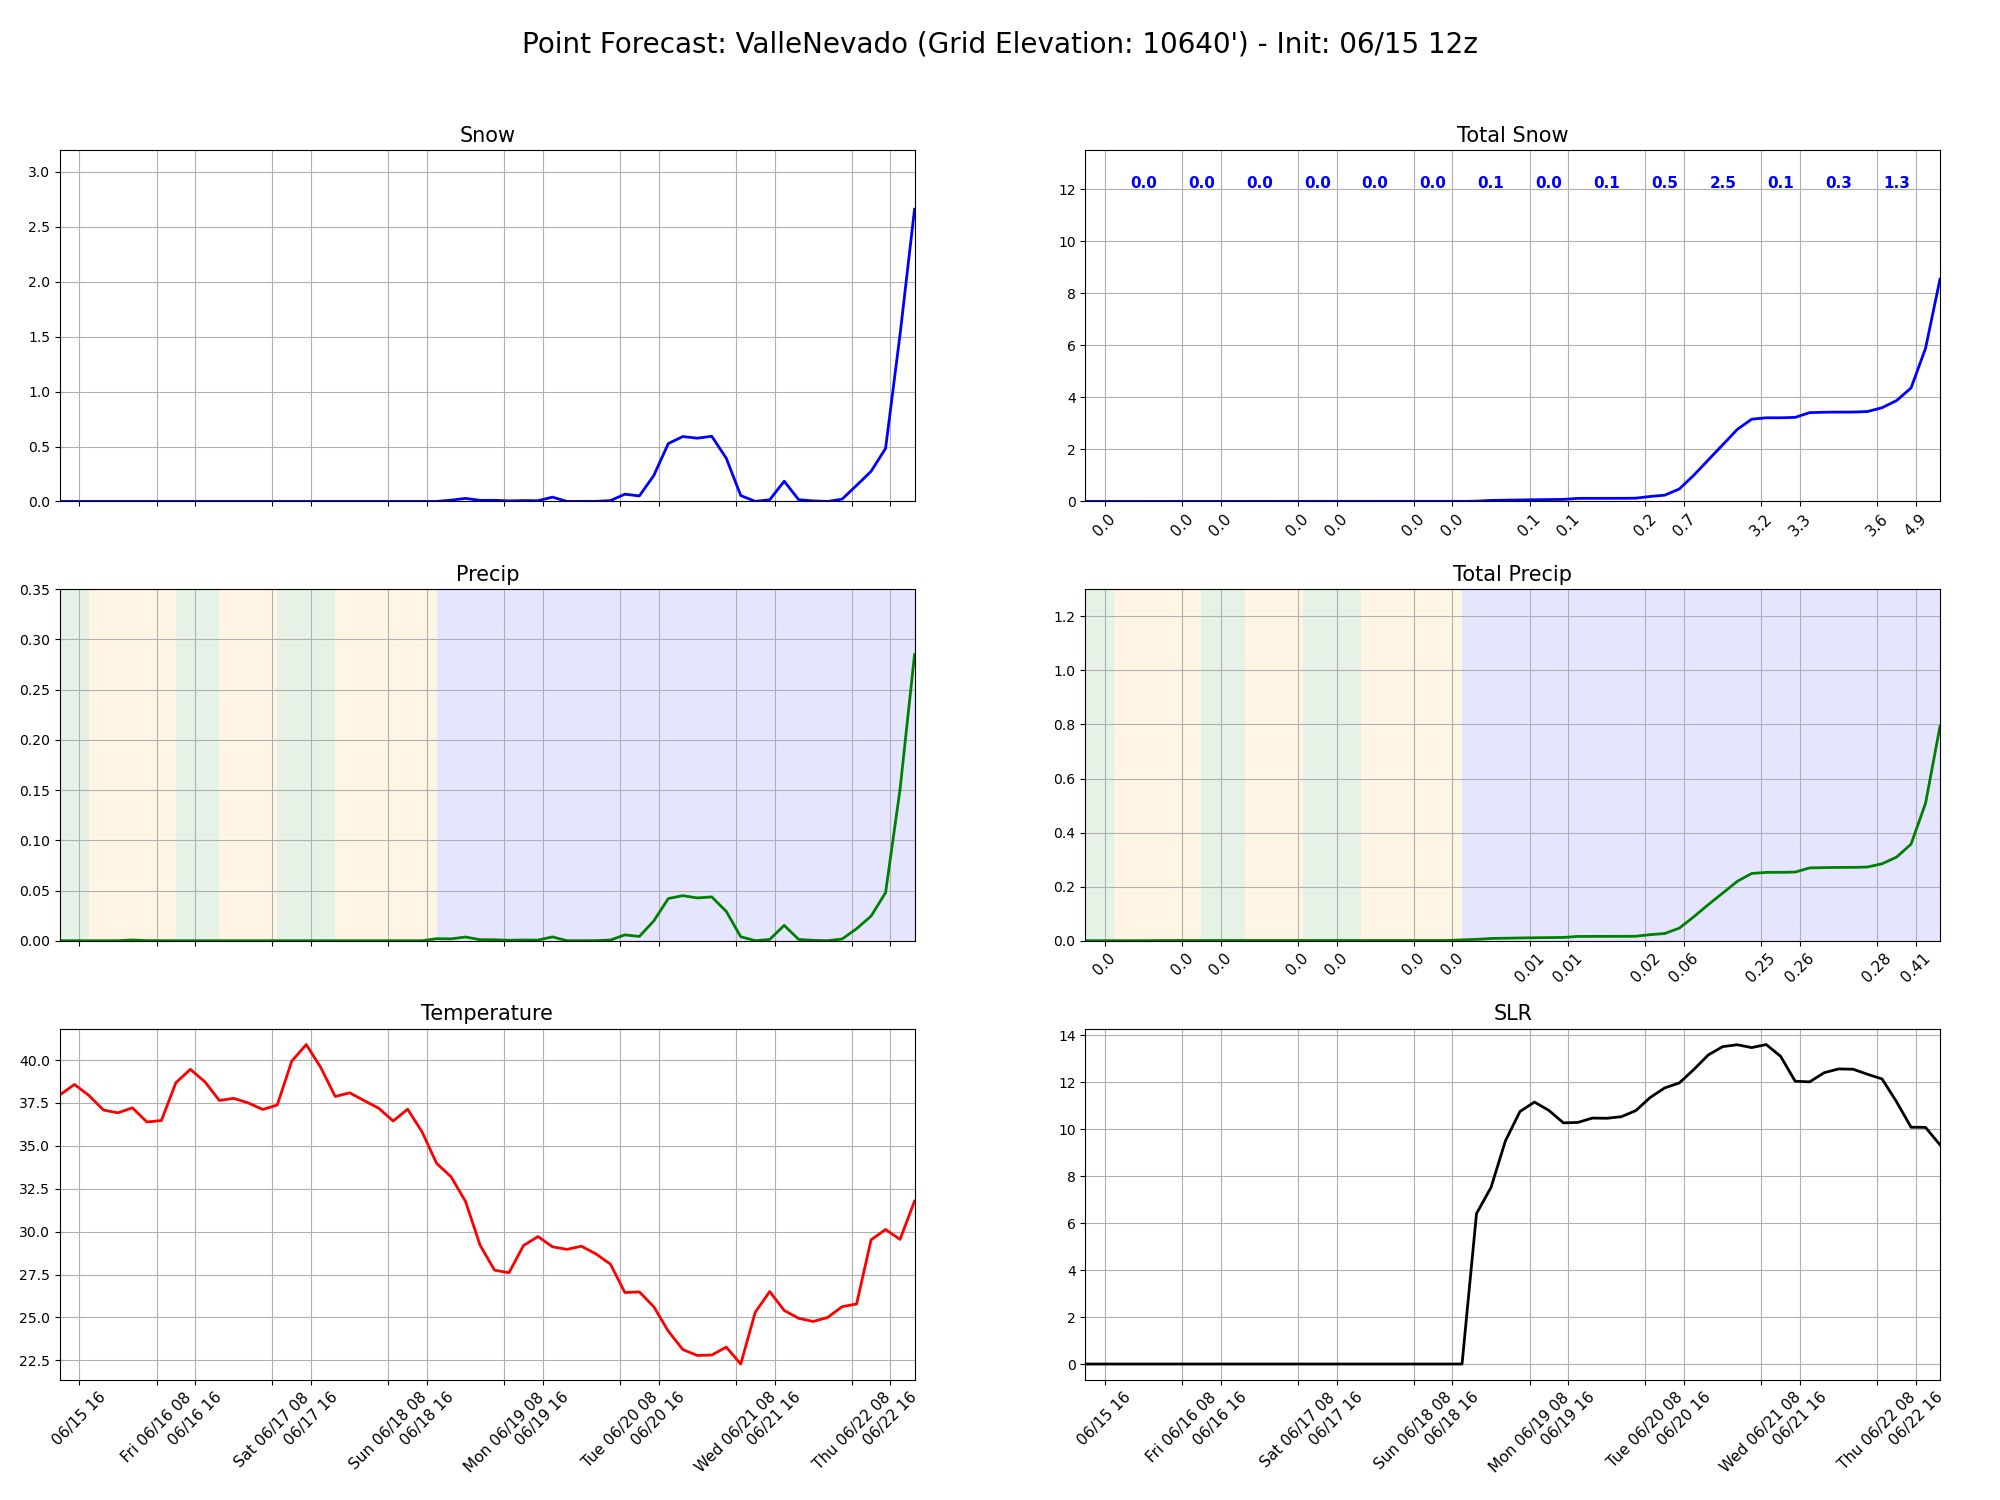 Point Forecast: ValleNevado (Grid Elevation: 10640') - Init: 06/15 12z
Snow
3.0
2.5
2.0
1.5
1.0
0.5
0.0
Total Snow
0.0 0.0 0.0 0.0 0.0 0.0 0.1 0.0 0.1 0.5 2.5 0.1 0.3 1.3
12
10
8
6
4
2
0
0.0 0.0 0.0 0.0 0.0 0.0 0.0 0.1 0.1 0.2 0.7 3.2 3.3 3.6 4.9
Precip
0.35
0.30
0.25
0.20
0.15
0.10
0.05
0.00
Total Precip
1.2
1.0
0.8
0.6
0.4
0.2
0.0
0.0 0.0 0.0 0.0 0.0 0.0 0.0 0.01 0.01 0.02 0.06 0.25 0.26 0.28 0.41
Temperature
40.0
37.5
35.0
32.5
30.0
27.5
25.0
22.5
06/15 16
Fri 06/16 08
06/16 16
Sat 06/17 08
06/17 16
Sun 06/18 08
06/18 16
Mon 06/19 08
06/19 16
Tue 06/20 08
06/20 16
Wed 06/21 08
06/21 16
Thu 06/22 08
06/22 16
SLR
14
12
10
8
6
4
2
0
06/15 16
Fri 06/16 08
06/16 16
Sat 06/17 08
06/17 16
Sun 06/18 08
06/18 16
Mon 06/19 08
06/19 16
Tue 06/20 08
06/20 16
Wed 06/21 08
06/21 16
Thu 06/22 08
06/22 16